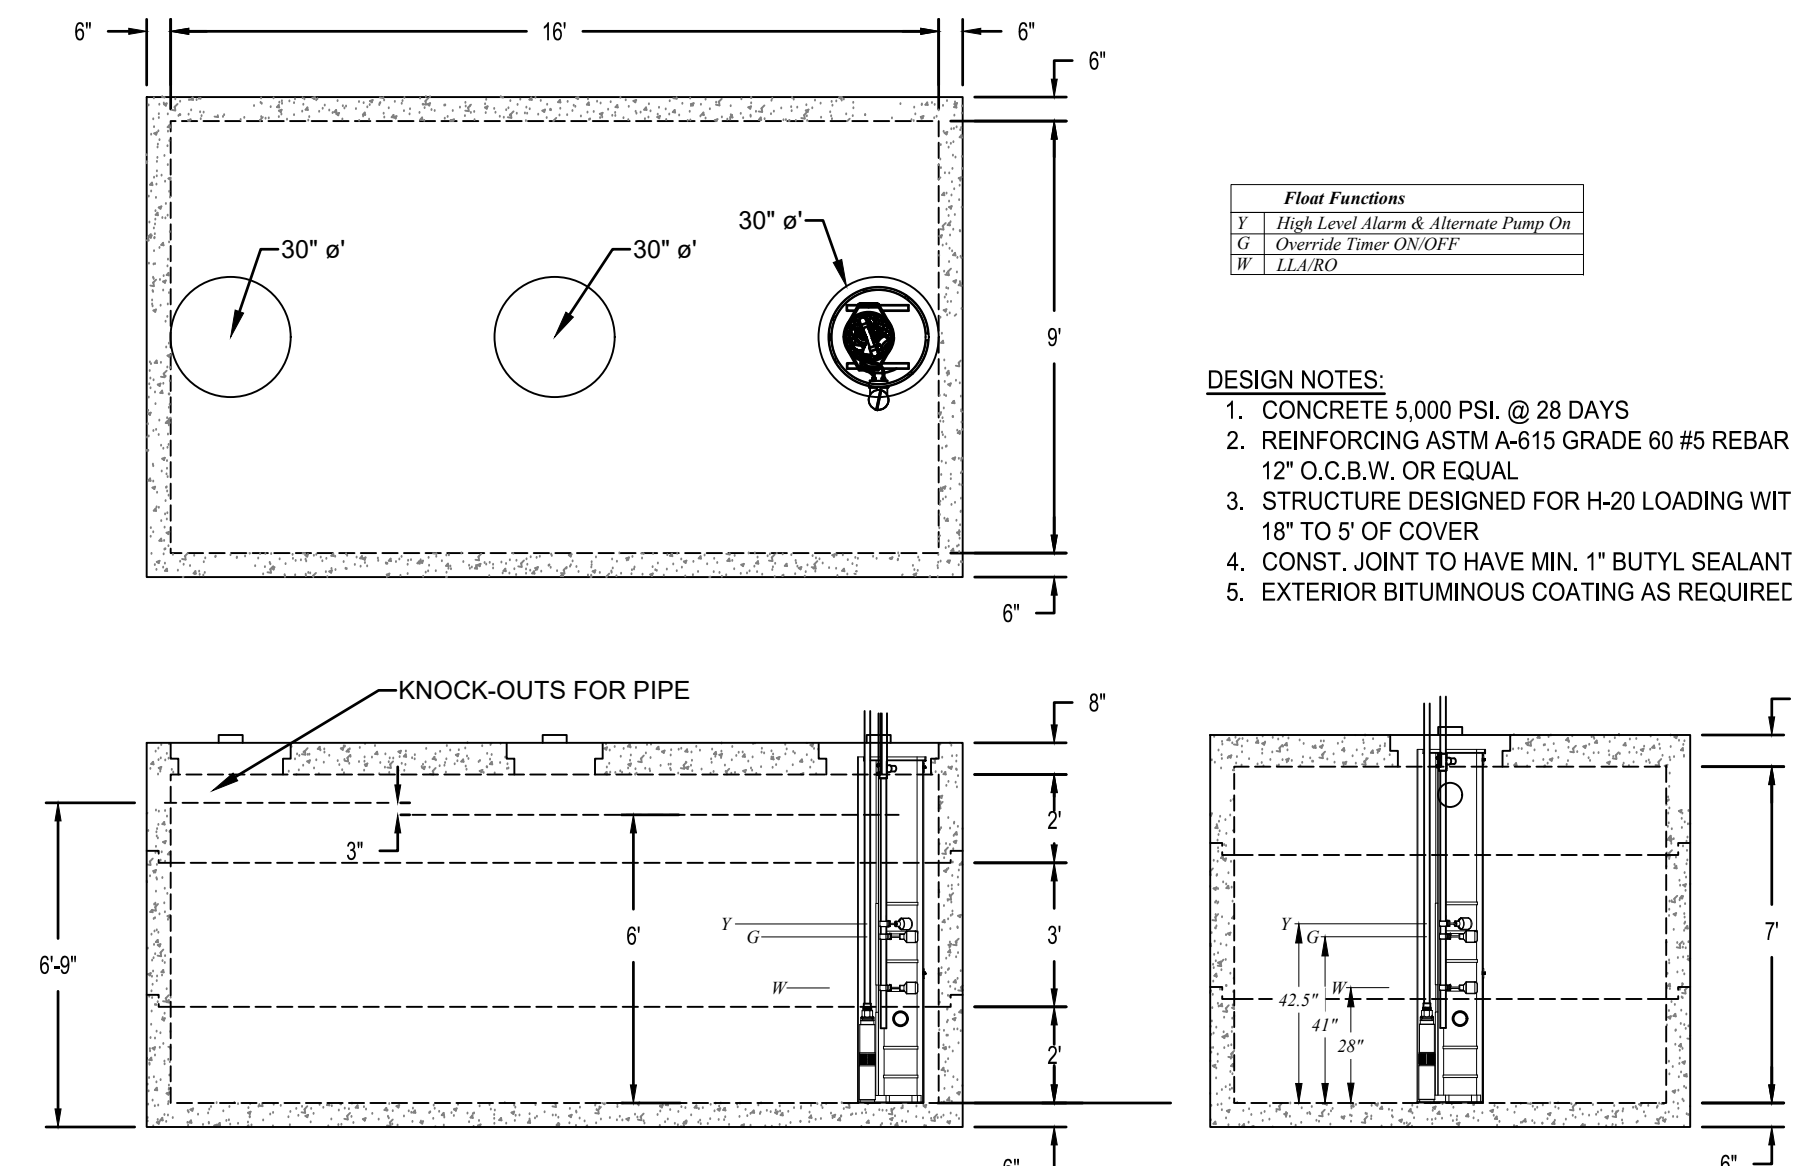 6" 16' 6"
6"
30" ø' 30" ø' 30" ø'
9'
6"
Float Functions
Y High Level Alarm & Alternate Pump On
G Override Timer ON/OFF
W LLA/RO
DESIGN NOTES:
1. CONCRETE 5,000 PSI. @ 28 DAYS
2. REINFORCING ASTM A-615 GRADE 60 #5 REBAR
12" O.C.B.W. OR EQUAL
3. STRUCTURE DESIGNED FOR H-20 LOADING WIT
18" TO 5' OF COVER
4. CONST. JOINT TO HAVE MIN. 1" BUTYL SEALANT
5. EXTERIOR BITUMINOUS COATING AS REQUIRED
KNOCK-OUTS FOR PIPE
8"
2'
3"
Y
G
6' 3'
6'-9"
W
2'
6"
Y
G
7'
W
42.5"
41"
28"
6"